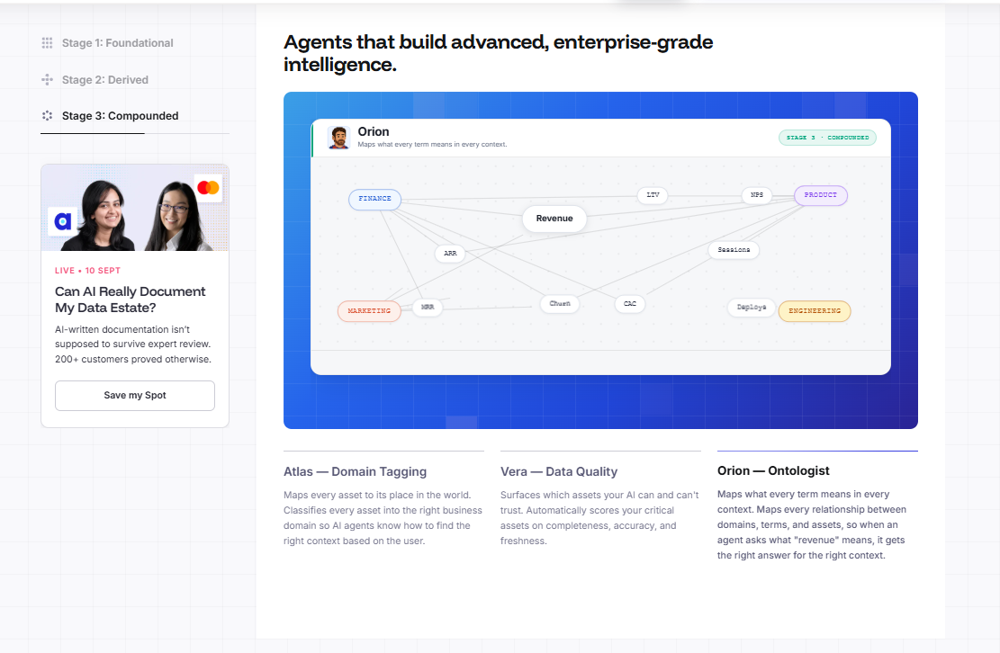 Stage 1: Foundational
Stage 2: Derived
Stage 3: Compounded
LIVE • 10 SEPT
Can AI Really Document
My Data Estate?
AI-written documentation isn't
supposed to survive expert review.
200+ customers proved otherwise.
Save my Spot
Agents that build advanced, enterprise-grade
intelligence.
Orion
Maps what every term means in every context.
STAGE 3 · COMPOUNDED
FINANCE
LTV
NPS
PRODUCT
Revenue
ARR
Sessions
MARKETING
MRR
Churn
CAC
Deploys
ENGINEERING
Atlas — Domain Tagging
Maps every asset to its place in the world.
Classifies every asset into the right business
domain so AI agents know how to find the
right context based on the user.
Vera — Data Quality
Surfaces which assets your AI can and can't
trust. Automatically scores your critical
assets on completeness, accuracy, and
freshness.
Orion — Ontologist
Maps what every term means in every
context. Maps every relationship between
domains, terms, and assets, so when an
agent asks what "revenue" means, it gets
the right answer for the right context.